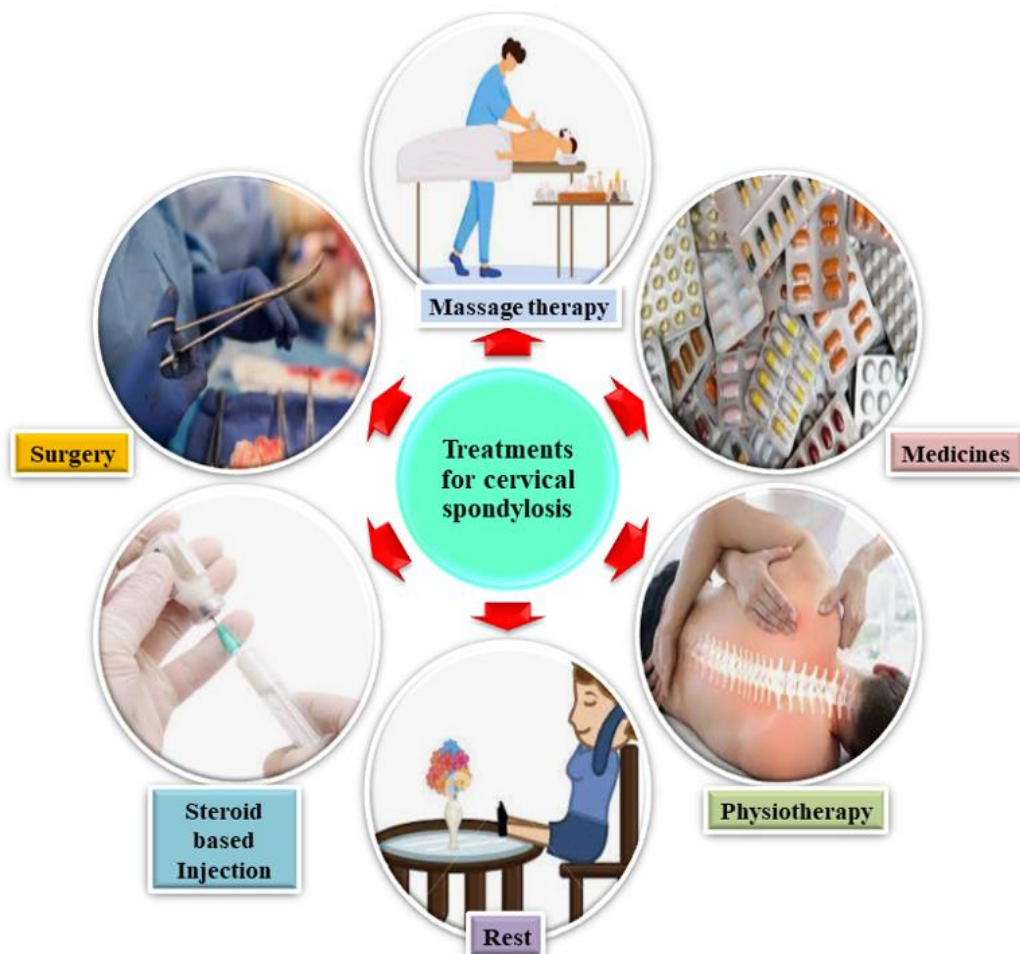 Massage therapy
Surgery
Medicines
Treatments
for cervical
spondylosis
Steroid
based
Injection
Physiotherapy
Rest